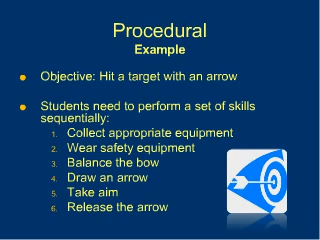 Procedural
Example
Objective: Hit a target with an arrow
Students need to perform a set of skills
sequentially:
1. Collect appropriate equipment
2. Wear safety equipment
3. Balance the bow
4. Draw an arrow
5. Take aim
6. Release the arrow